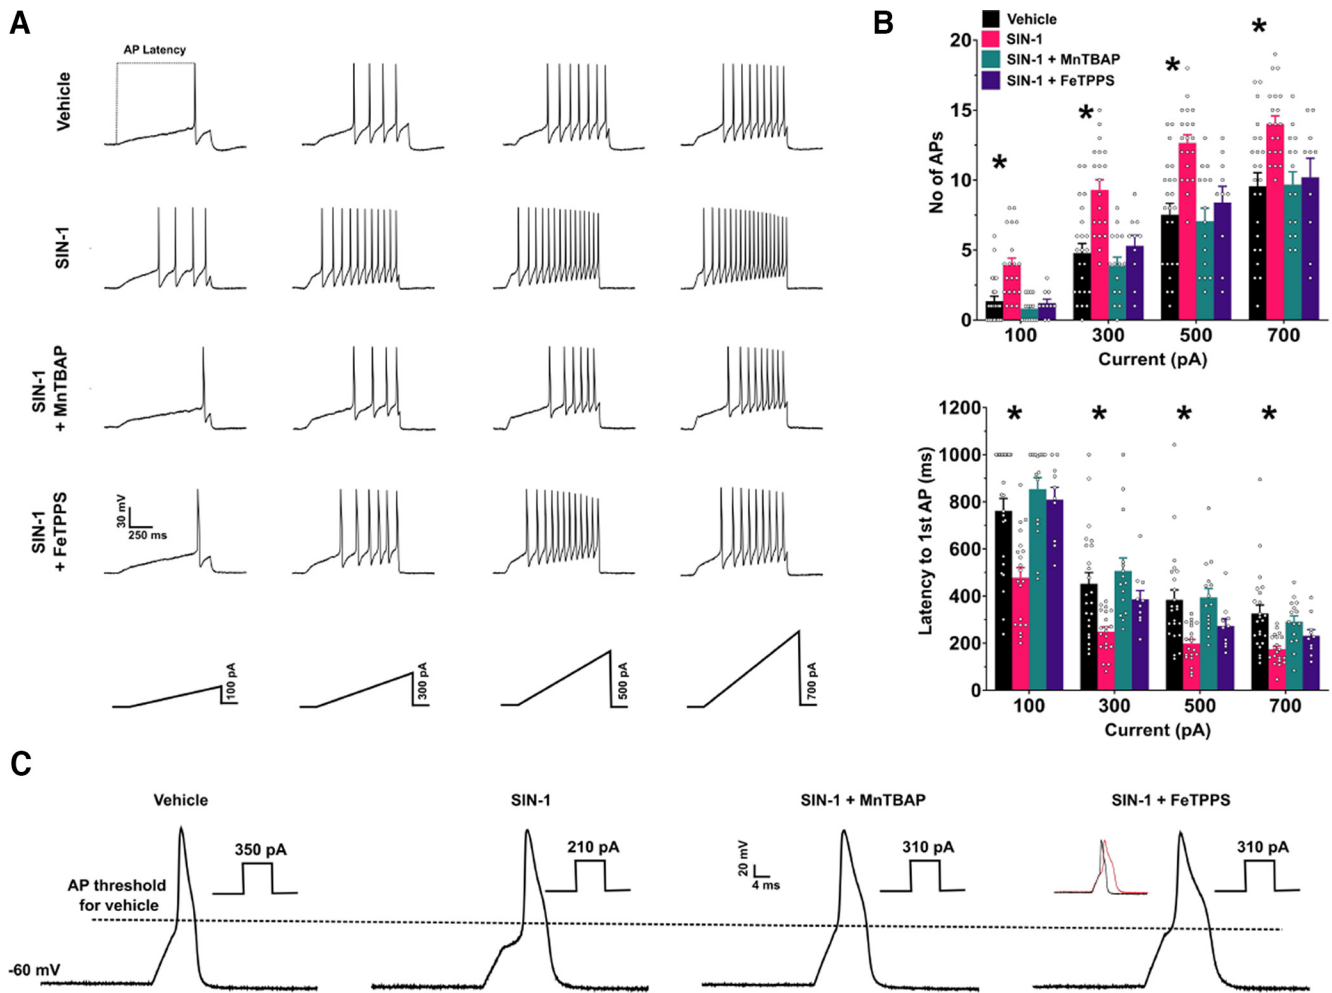 A
AP Latency
Vehicle
SIN-1
SIN-1
+ MnTBAP
SIN-1
+ FeTPPS
30 mV
250 ms
100 pA
300 pA
500 pA
700 pA
B
Vehicle
SIN-1
SIN-1 + MnTBAP
SIN-1 + FeTPPS
No of APs
20
15
10
5
0
* * * *
100 300 500 700
Current (pA)
Latency to 1st AP (ms)
1200
1000
800
600
400
200
0
* * * *
100 300 500 700
Current (pA)
C
Vehicle
SIN-1
SIN-1 + MnTBAP
SIN-1 + FeTPPS
350 pA
210 pA
20 mV
4 ms
310 pA
310 pA
AP threshold
for vehicle
-60 mV